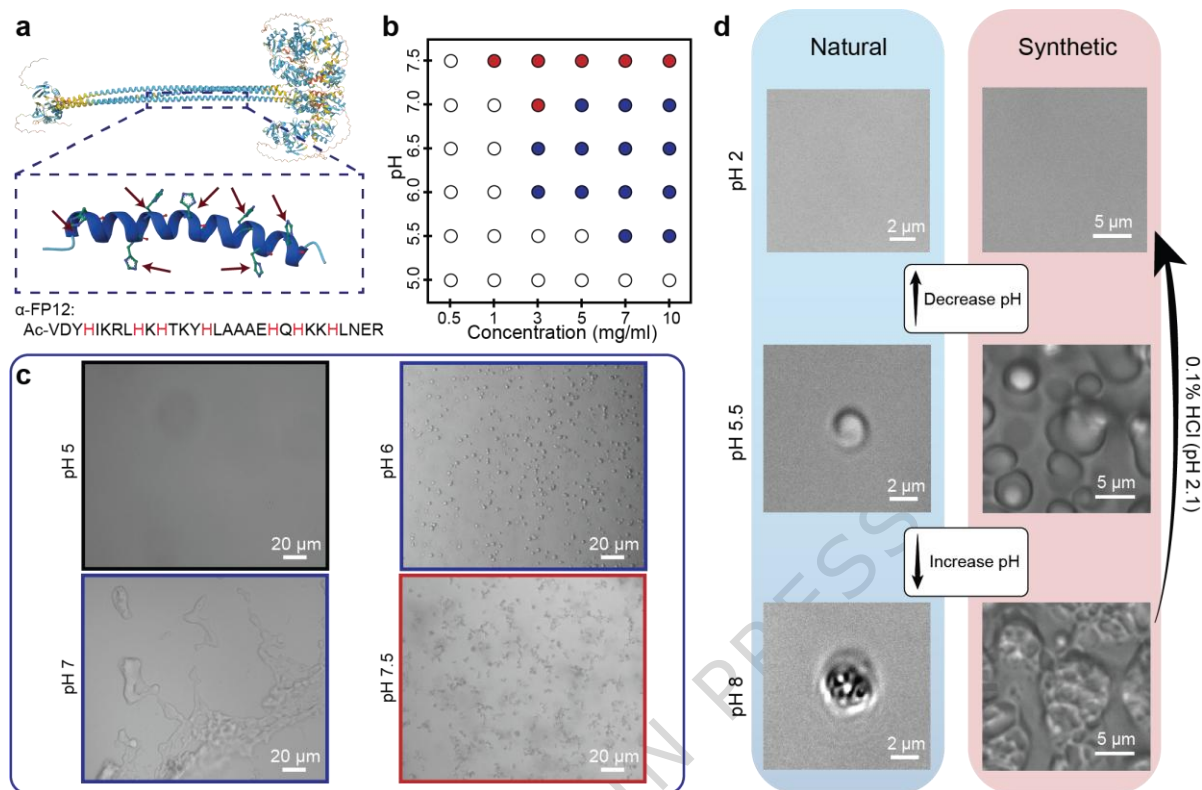 a
α-FP12:
Ac-VDYHIKRLHKHTKYHLAAAEHQHKKHLNER
b
pH
7.5
7.0
6.5
6.0
5.5
5.0
0.5 1 3 5 7 10
Concentration (mg/ml)
c
pH 5
20 µm
pH 6
20 µm
pH 7
20 µm
pH 7.5
20 µm
d
Natural
Synthetic
pH 2
2 µm
5 µm
Decrease pH
pH 5.5
2 µm
5 µm
Increase pH
pH 8
2 µm
5 µm
0.1% HCl (pH 2.1)
IN PRESS